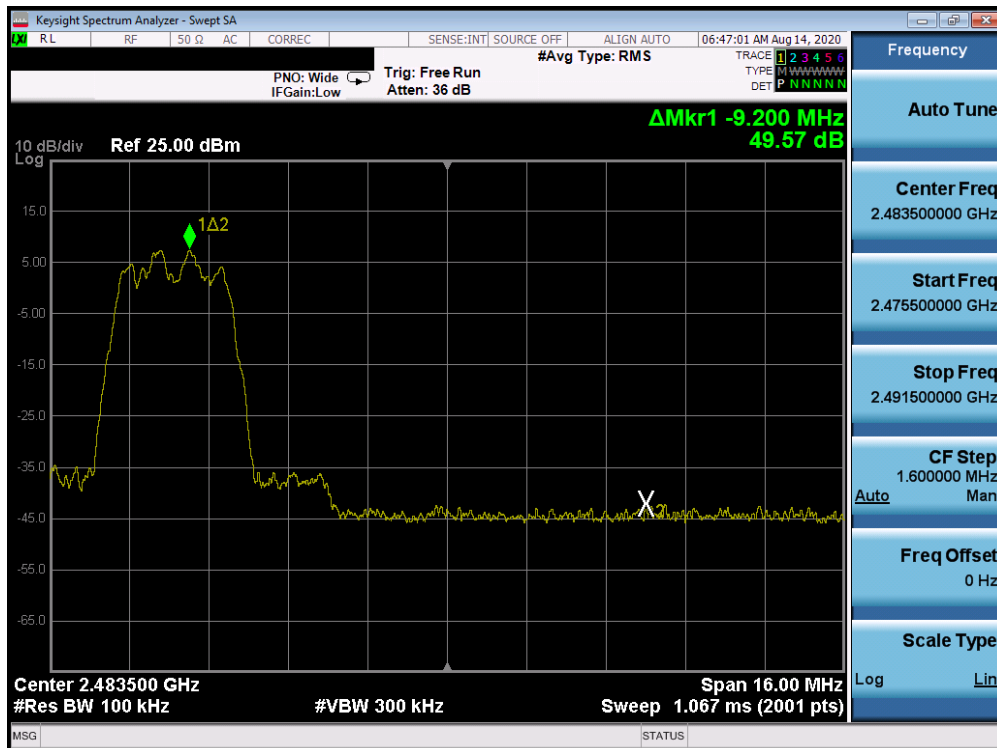 Keysight Spectrum Analyzer - Swept SA
LXI RL RF 50 Ω AC CORREC SENSE:INT SOURCE OFF ALIGN AUTO 06:47:01 AM Aug 14, 2020
#Avg Type: RMS
TRACE 1 2 3 4 5 6
PNO: Wide Trig: Free Run
TYPE M WWWWW
IFGain:Low Atten: 36 dB
DET P N N N N N
ΔMkr1 -9.200 MHz
49.57 dB
10 dB/div Ref 25.00 dBm
Log
15.0
1Δ2
5.00
-5.00
-15.0
-25.0
-35.0
-45.0
X2
-55.0
-65.0
Center 2.483500 GHz Span 16.00 MHz
#Res BW 100 kHz #VBW 300 kHz Sweep 1.067 ms (2001 pts)
MSG STATUS
Frequency
Auto Tune
Center Freq
2.483500000 GHz
Start Freq
2.475500000 GHz
Stop Freq
2.491500000 GHz
CF Step
1.600000 MHz
Auto Man
Freq Offset
0 Hz
Scale Type
Log Lin